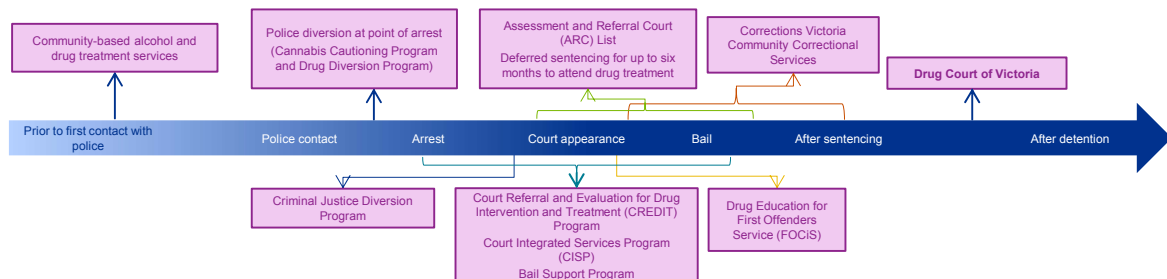 Community-based alcohol and
drug treatment services
Police diversion at point of arrest
(Cannabis Cautioning Program
and Drug Diversion Program)
Assessment and Referral Court
(ARC) List
Deferred sentencing for up to six
months to attend drug treatment
Corrections Victoria
Community Correctional
Services
Drug Court of Victoria
Prior to first contact with
police
Police contact
Arrest
Court appearance
Bail
After sentencing
After detention
Criminal Justice Diversion
Program
Court Referral and Evaluation for Drug
Intervention and Treatment (CREDIT)
Program
Court Integrated Services Program
(CISP)
Bail Support Program
Drug Education for
First Offenders
Service (FOCiS)